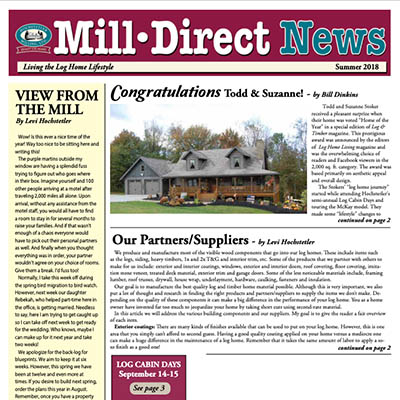 Mill·Direct News
Living the Log Home Lifestyle
Summer 2018
VIEW FROM
THE MILL
By Levi Hochstetler
Wow! Is this ever a nice time of the
year! Way too nice to be sitting here and
writing this!
The purple martins outside my
window are having a splendid fuss
trying to figure out who goes where
in their box. Imagine yourself and 100
other people arriving at a motel after
traveling 2,000 miles all alone. Upon
arrival, without any assistance from the
motel staff, you would have to find
a room to stay in for several months to
raise your families. And if that wasn't
enough of a chaos everyone would
have to pick out their personal partners
as well. And finally when you thought
everything was in order, your partner
wouldn't agree on your choice of rooms.
Give them a break. I'd fuss too!
Normally, I take this week off during
the spring bird migration to bird watch.
However, next week our daughter
Rebekah, who helped part-time here in
the office, is getting married. Needless
to say, here I am trying to get caught up
so I can take off next week to get ready
for the wedding. Who knows, maybe I
can make up for it next year and take
two weeks!
We apologize for the back-log for
blueprints. We aim to keep it at six
weeks. However, this spring we have
been at twelve and even more at
times. If you desire to build next spring,
order the plans this year in August.
Remember, once you have a property
Congratulations Todd & Suzanne! - by Bill Dinkins
Todd and Suzanne Stoker
received a pleasant surprise when
their home was voted "Home of the
Year" in a special edition of Log &
Timber magazine. This prestigious
award was announced by the editors
of Log Home Living magazine and
was the overwhelming choice of
readers and Facebook viewers in the
2,000 sq. ft. category. The award was
based primarily on aesthetic appeal
and overall design.
The Stokers' "log home journey"
started while attending Hochstetler's
semi-annual Log Cabin Days and
touring the McKay model. They
made some "lifestyle" changes to
continued on page 2
Our Partners/Suppliers - by Levi Hochstetler
We produce and manufacture most of the visible wood components that go into our log homes. These include items such
as the logs, siding, heavy timbers, 1x and 2x T&G and interior trim, etc. Some of the products that we partner with others to
make for us include: exterior and interior coatings, windows, exterior and interior doors, roof covering, floor covering, imita-
tion stone veneer, treated deck material, exterior trim and garage doors. Some of the less noticeable materials include, framing
lumber, roof trusses, drywall, house wrap, underlayment, hardware, caulking, fasteners and insulation.
Our goal is to manufacture the best quality log and timber home material possible. Although this is very important, we also
put a lot of thought and research in finding the right products and partners/suppliers to supply the items we don't make. De-
pending on the quality of these components it can make a big difference in the performance of your log home. You as a home
owner have invested far too much to jeopardize your home by taking short cuts using second-rate material.
In this article we will address the various building components and our suppliers. My goal is to give the reader a fair overview
of each item.
Exterior coatings: There are many kinds of finishes available that can be used to put on your log home. However, this is one
area that you simply can't afford to second guess. Having a good quality coating applied on your home versus a mediocre one
can make a huge difference in the maintenance of a log home. Remember that it takes the same amount of labor to apply a so-
so finish as a good one!
continued on page 2
LOG CABIN DAYS
September 14-15
See page 3